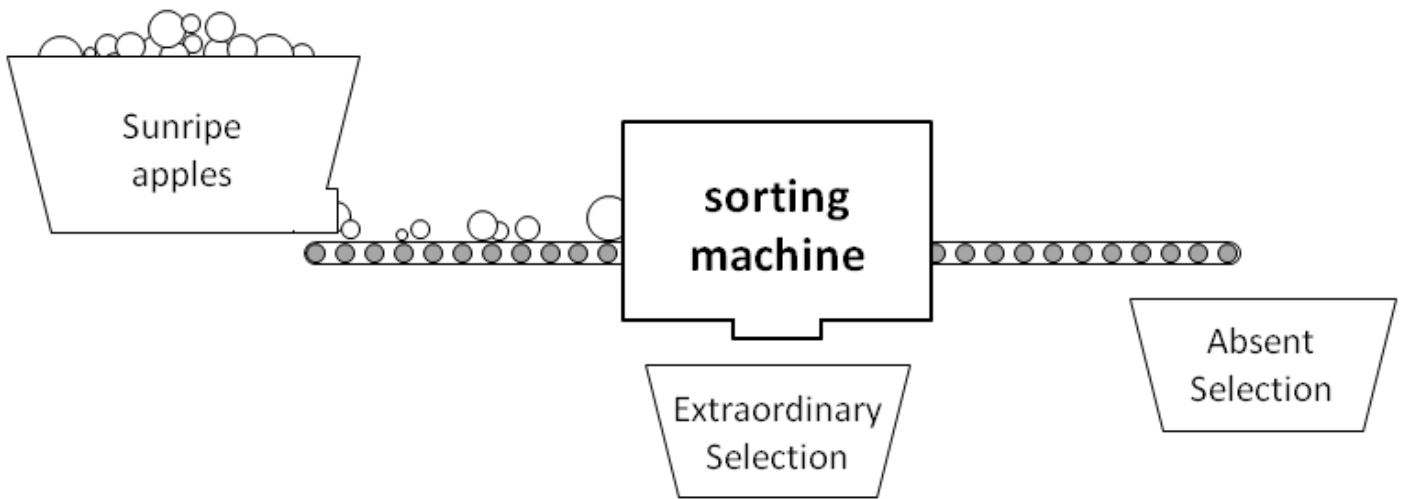 Sunripe
apples
sorting
machine
Extraordinary
Selection
Absent
Selection